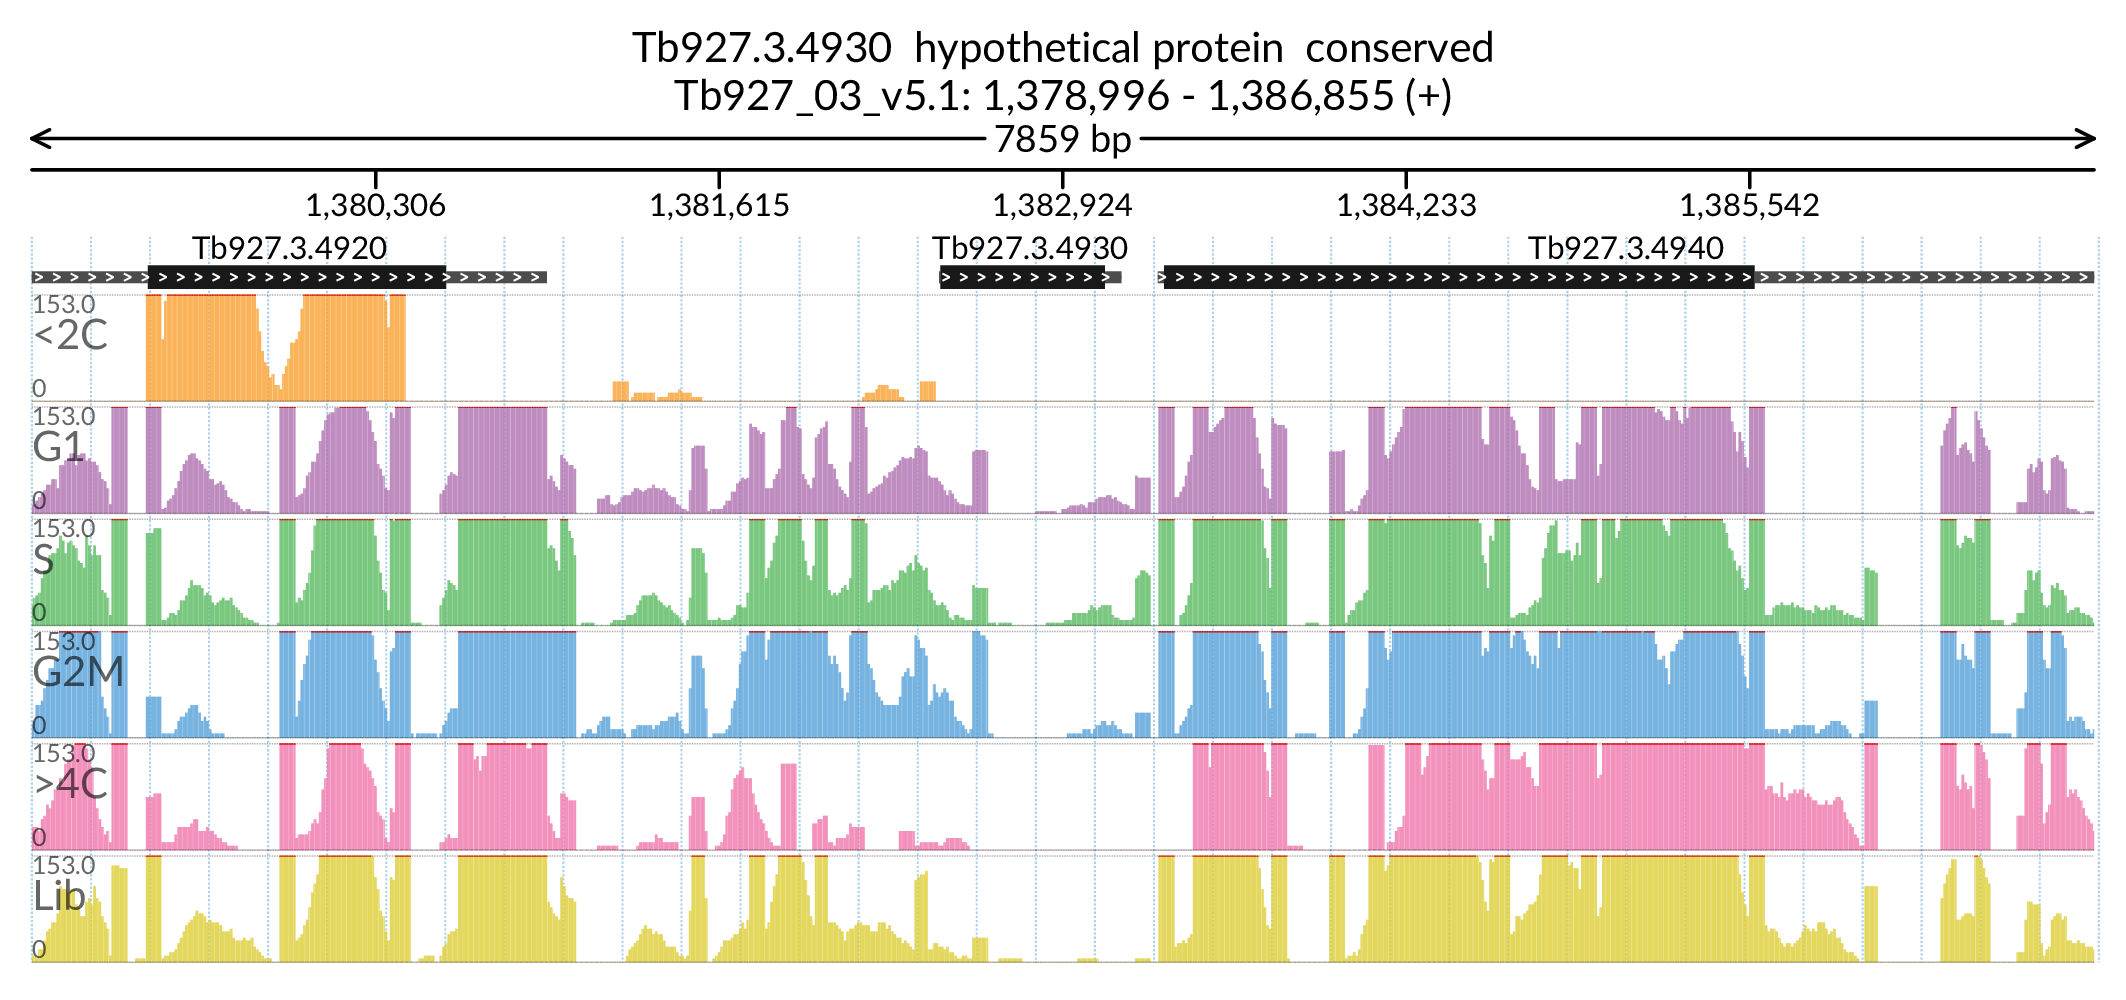 Tb927.3.4930 hypothetical protein conserved
Tb927_03_v5.1: 1,378,996 - 1,386,855 (+)
7859 bp
1,380,306 1,381,615 1,382,924 1,384,233 1,385,542
Tb927.3.4920 Tb927.3.4930 Tb927.3.4940
153.0
<2C
0
153.0
G1
0
153.0
S
0
153.0
G2M
0
153.0
>4C
0
153.0
Lib
0